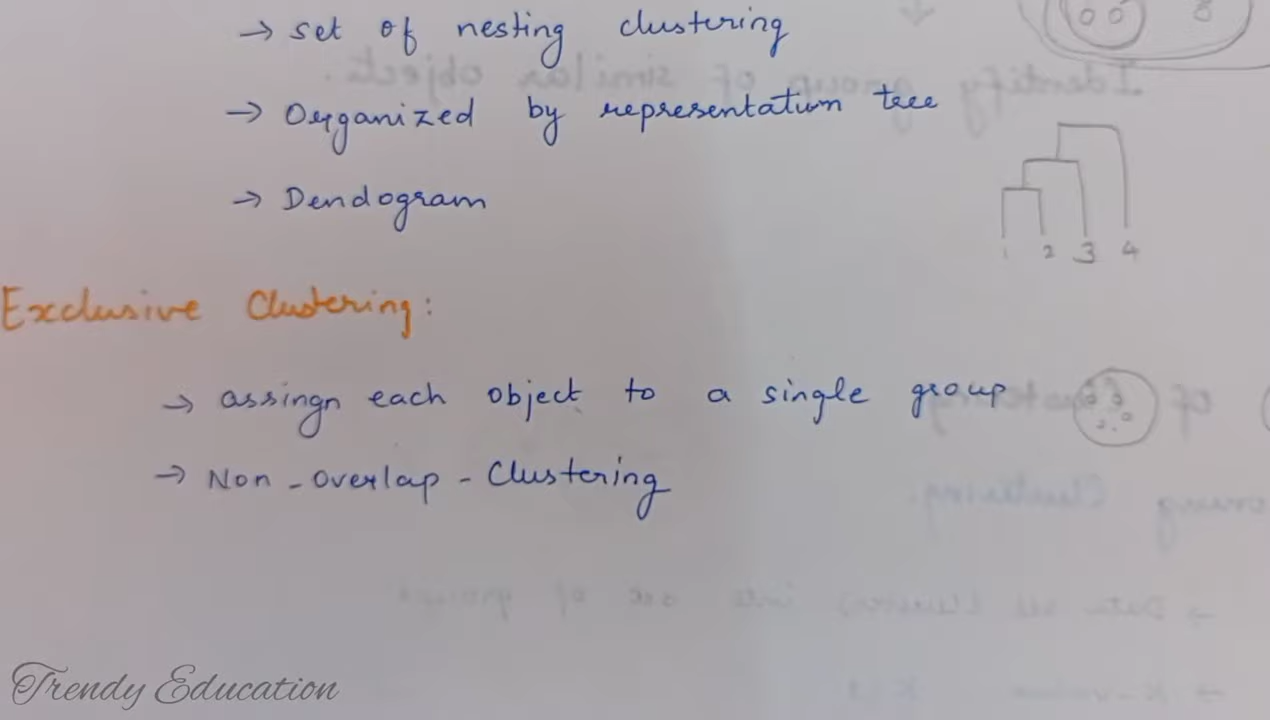 → set of nesting clustering
→ Organized by representation tree
→ Dendogram
1 2 3 4
Exclusive Clustering:
→ assingn each object to a single group
→ Non-Overlap-Clustering
Trendy Education